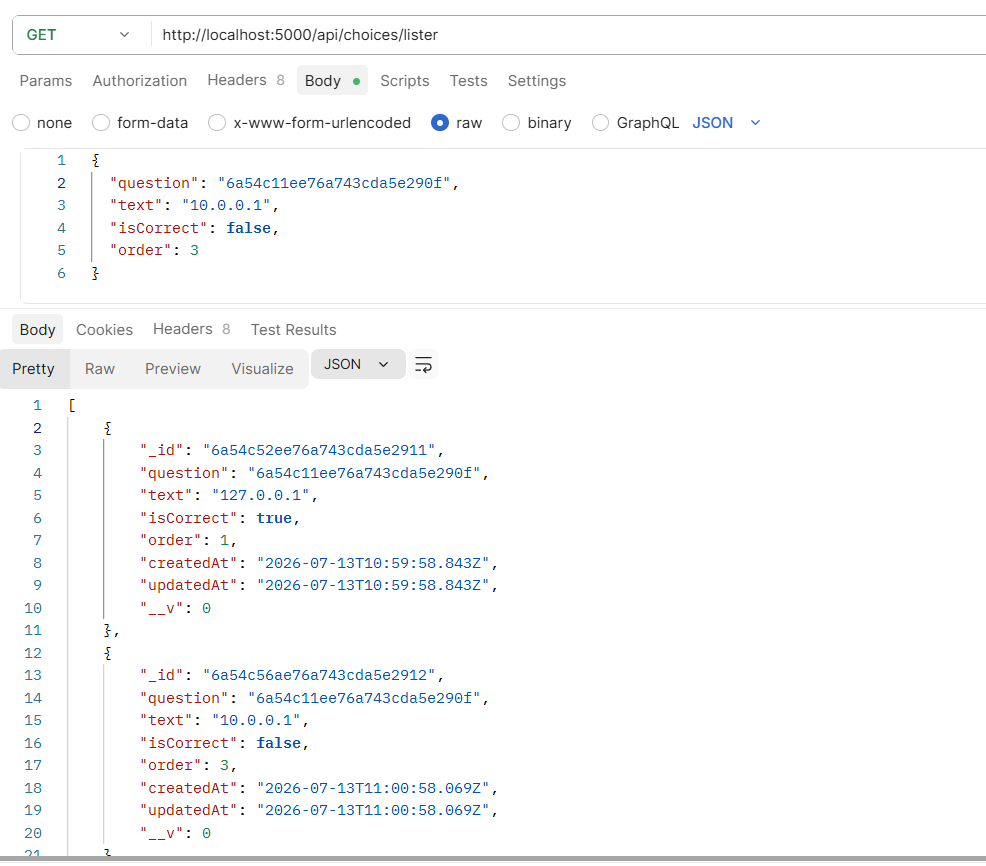 GET http://localhost:5000/api/choices/lister
Params Authorization Headers 8 Body Scripts Tests Settings
none form-data x-www-form-urlencoded raw binary GraphQL JSON
1 {
2 "question": "6a54c11ee76a743cda5e290f",
3 "text": "10.0.0.1",
4 "isCorrect": false,
5 "order": 3
6 }
Body Cookies Headers 8 Test Results
Pretty Raw Preview Visualize JSON
1 [
2 {
3 "_id": "6a54c52ee76a743cda5e2911",
4 "question": "6a54c11ee76a743cda5e290f",
5 "text": "127.0.0.1",
6 "isCorrect": true,
7 "order": 1,
8 "createdAt": "2026-07-13T10:59:58.843Z",
9 "updatedAt": "2026-07-13T10:59:58.843Z",
10 "__v": 0
11 },
12 {
13 "_id": "6a54c56ae76a743cda5e2912",
14 "question": "6a54c11ee76a743cda5e290f",
15 "text": "10.0.0.1",
16 "isCorrect": false,
17 "order": 3,
18 "createdAt": "2026-07-13T11:00:58.069Z",
19 "updatedAt": "2026-07-13T11:00:58.069Z",
20 "__v": 0
21 }